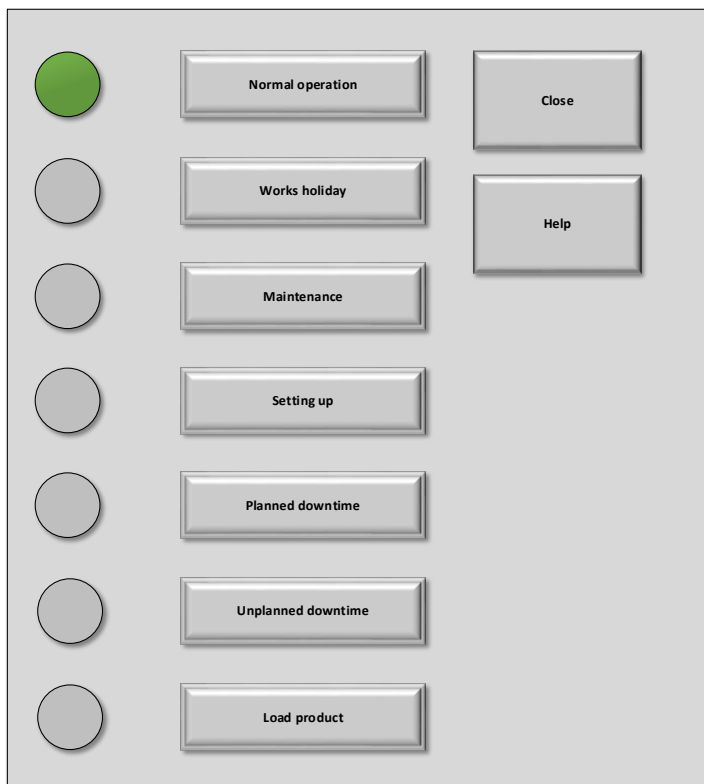 Normal operation
Works holiday
Maintenance
Setting up
Planned downtime
Unplanned downtime
Load product
Close
Help